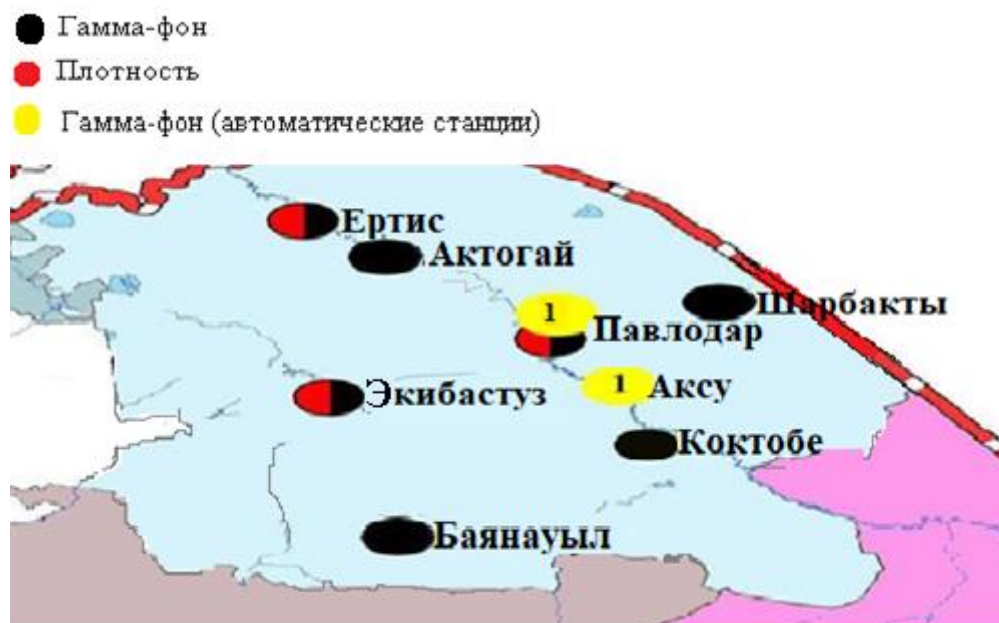 Гамма-фон
Плотность
Гамма-фон (автоматические станции)
Ертис
Актогай
Шарбакты
1
Павлодар
1
Аксу
Экибастуз
Коктобе
Баянауыл